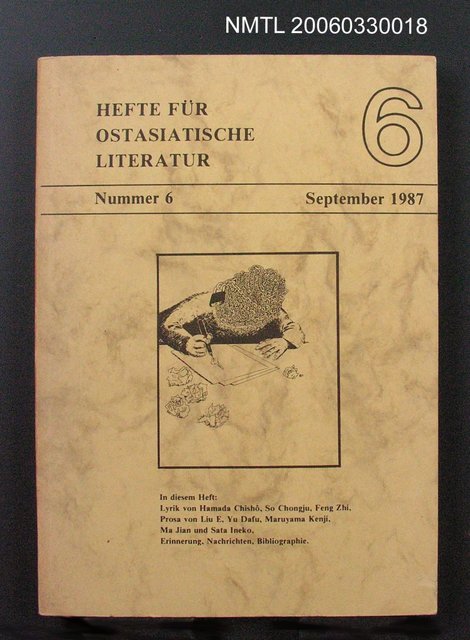 NMTL 20060330018
HEFTE FÜR
OSTASIATISCHE
LITERATUR
6
Nummer 6 September 1987
In diesem Heft:
Lyrik von Hamada Chishô, So Chongju, Feng Zhi,
Prosa von Liu E, Yu Dafu, Maruyama Kenji,
Ma Jian und Sata Ineko,
Erinnerung, Nachrichten, Bibliographie.